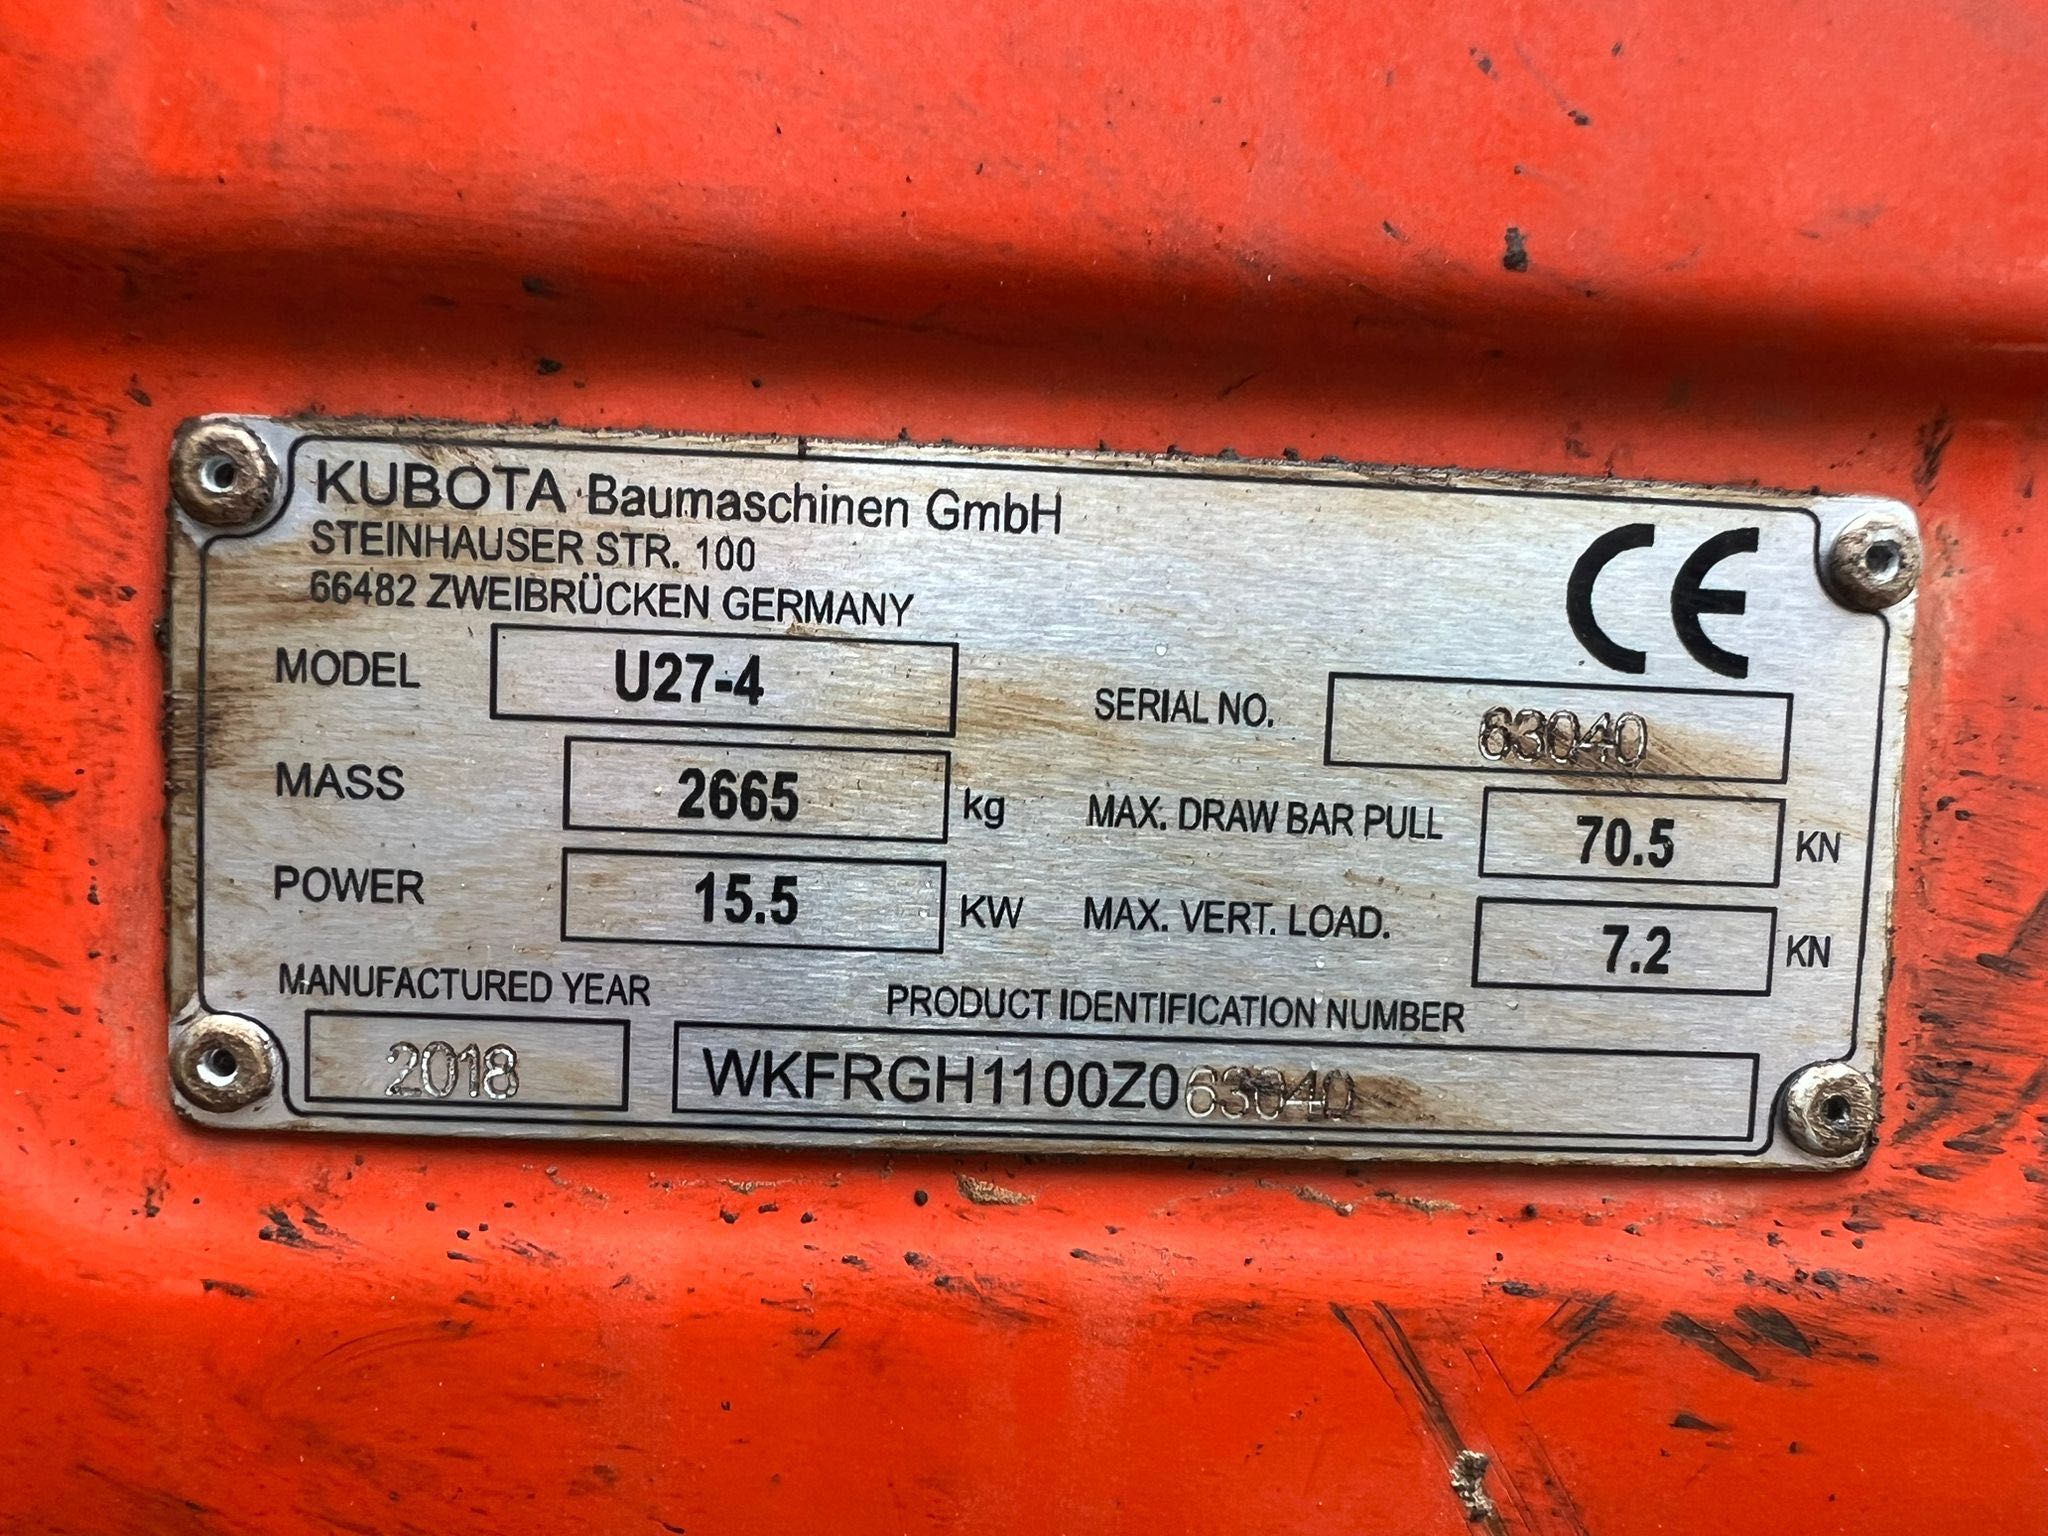 KUBOTA Baumaschinen GmbH
STEINHAUSER STR. 100
66482 ZWEIBRÜCKEN GERMANY
CE
MODEL U27-4
SERIAL NO. 63040
MASS 2665 kg
MAX. DRAW BAR PULL 70.5 KN
POWER 15.5 KW
MAX. VERT. LOAD. 7.2 KN
MANUFACTURED YEAR
2018
PRODUCT IDENTIFICATION NUMBER
WKFRGH1100Z063040